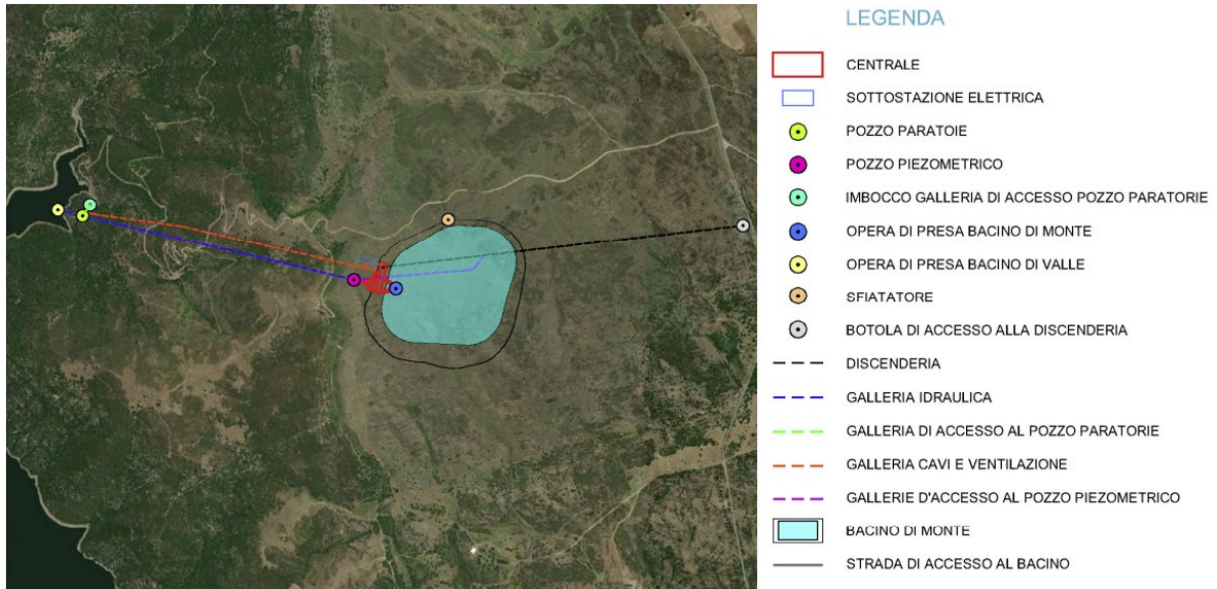 LEGENDA
CENTRALE
SOTTOSTAZIONE ELETTRICA
POZZO PARATOIE
POZZO PIEZOMETRICO
IMBOCCO GALLERIA DI ACCESSO POZZO PARATORIE
OPERA DI PRESA BACINO DI MONTE
OPERA DI PRESA BACINO DI VALLE
SFIATATORE
BOTOLA DI ACCESSO ALLA DISCENDERIA
DISCENDERIA
GALLERIA IDRAULICA
GALLERIA DI ACCESSO AL POZZO PARATORIE
GALLERIA CAVI E VENTILAZIONE
GALLERIE D'ACCESSO AL POZZO PIEZOMETRICO
BACINO DI MONTE
STRADA DI ACCESSO AL BACINO